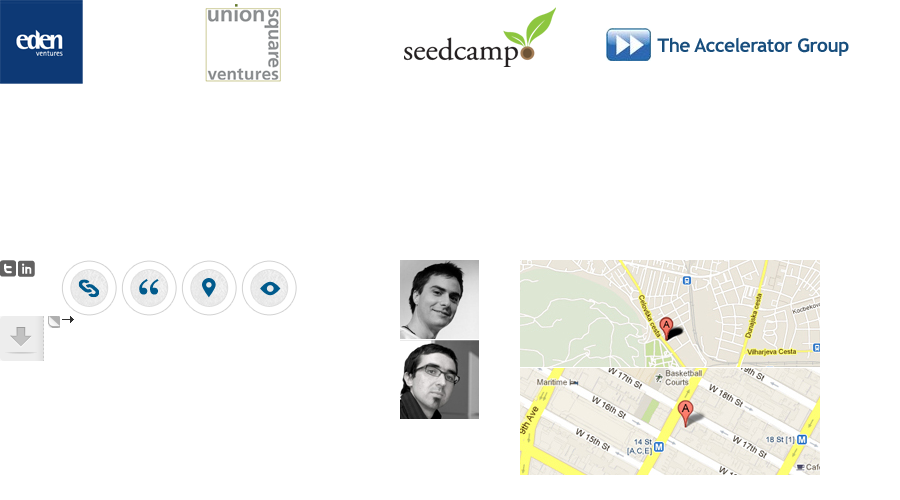 eden
ventures
union
square
ventures
seedcamp
The Accelerator Group
t in
A
Celovška cesta
Dunajska cesta
Vilharjeva Cesta
Maritime
Basketball
Courts
W 17th St
W 18th St
W 16th St
W 15th St
W 17th St
9th Ave
A
14 St
[A,C,E]
M
18 St [1]
M
Cafe